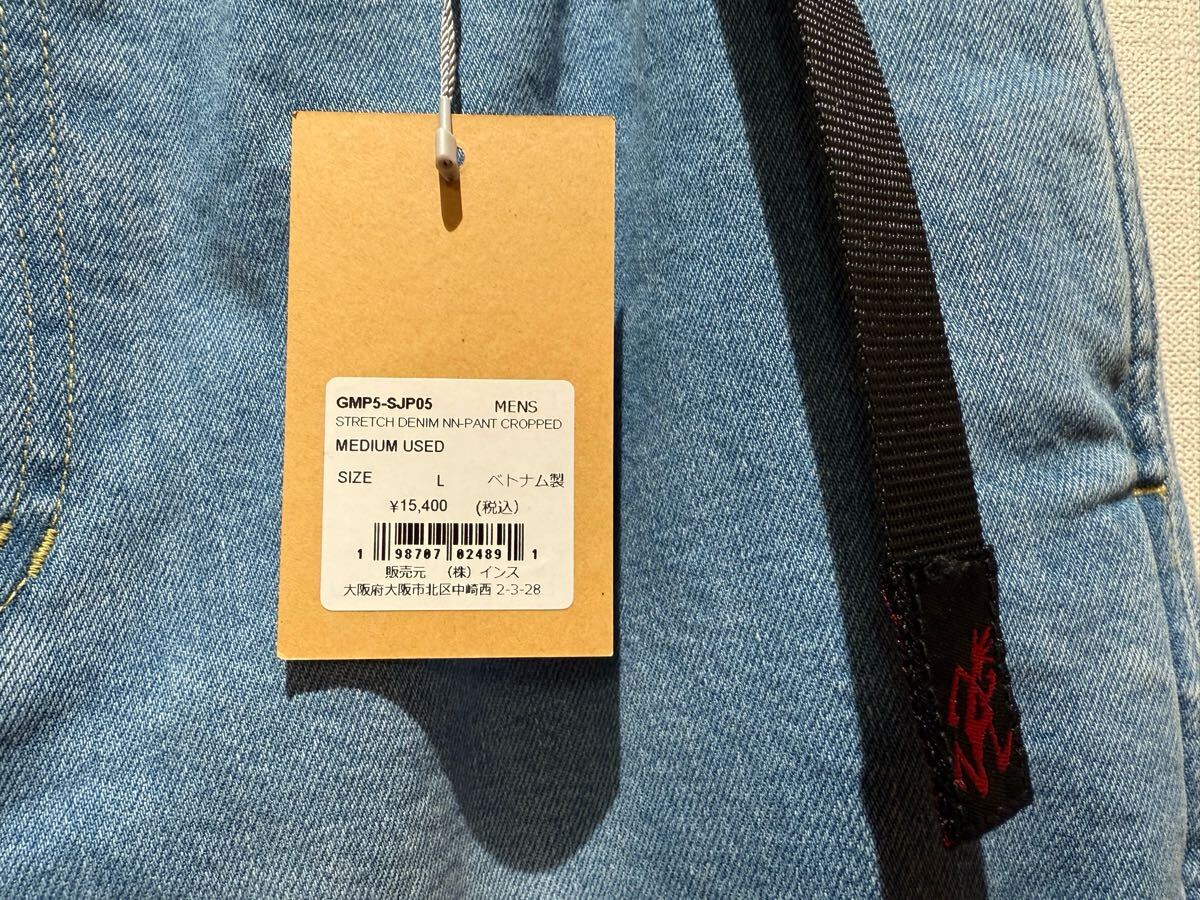 GMP5-SJP05 MENS
STRETCH DENIM NN-PANT CROPPED
MEDIUM USED
SIZE L ベトナム製
¥15,400 (税込)
1 98707 02489 1
販売元 (株)インス
大阪府大阪市北区中崎西 2-3-28